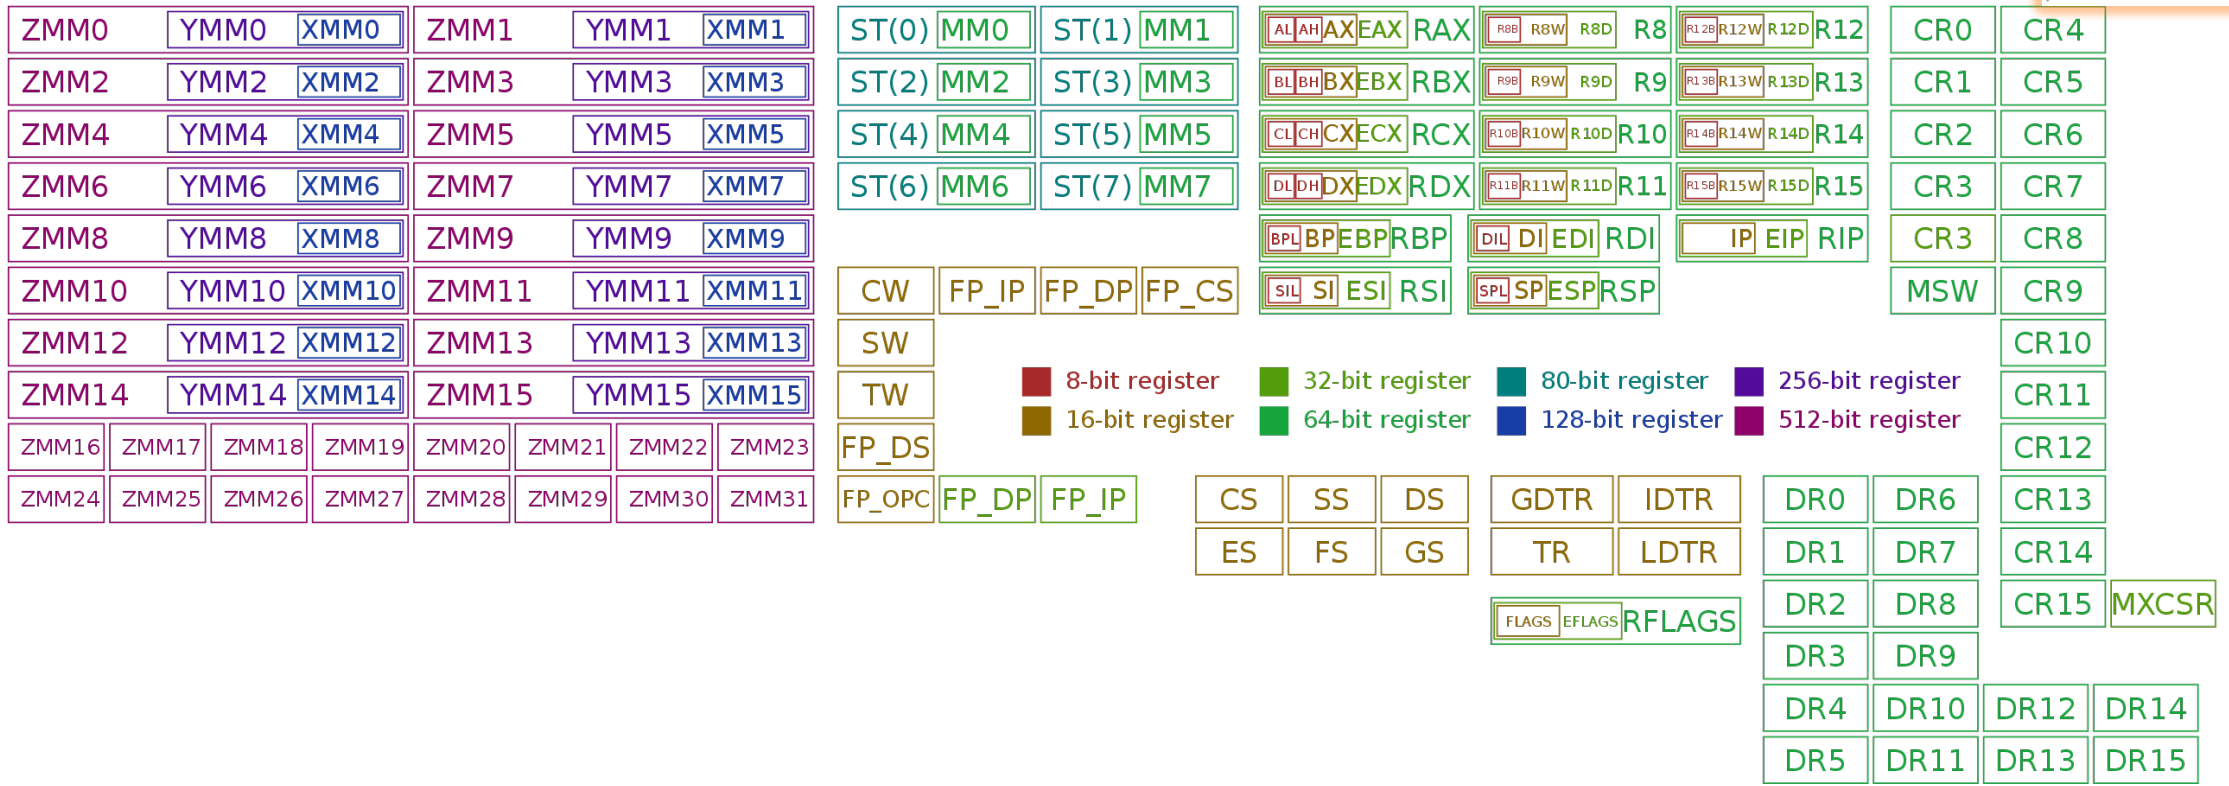 ZMM0 YMM0 XMM0 ZMM1 YMM1 XMM1 ST(0) MM0 ST(1) MM1 AL AH AX EAX RAX R8B R8W R8D R8 R12B R12W R12D R12 CR0 CR4
ZMM2 YMM2 XMM2 ZMM3 YMM3 XMM3 ST(2) MM2 ST(3) MM3 BL BH BX EBX RBX R9B R9W R9D R9 R13B R13W R13D R13 CR1 CR5
ZMM4 YMM4 XMM4 ZMM5 YMM5 XMM5 ST(4) MM4 ST(5) MM5 CL CH CX ECX RCX R10B R10W R10D R10 R14B R14W R14D R14 CR2 CR6
ZMM6 YMM6 XMM6 ZMM7 YMM7 XMM7 ST(6) MM6 ST(7) MM7 DL DH DX EDX RDX R11B R11W R11D R11 R15B R15W R15D R15 CR3 CR7
ZMM8 YMM8 XMM8 ZMM9 YMM9 XMM9 BPL BP EBP RBP DIL DI EDI RDI IP EIP RIP CR3 CR8
ZMM10 YMM10 XMM10 ZMM11 YMM11 XMM11 CW FP_IP FP_DP FP_CS SIL SI ESI RSI SPL SP ESP RSP MSW CR9
ZMM12 YMM12 XMM12 ZMM13 YMM13 XMM13 SW CR10
ZMM14 YMM14 XMM14 ZMM15 YMM15 XMM15 TW 8-bit register 32-bit register 80-bit register 256-bit register CR11
16-bit register 64-bit register 128-bit register 512-bit register
ZMM16 ZMM17 ZMM18 ZMM19 ZMM20 ZMM21 ZMM22 ZMM23 FP_DS CR12
ZMM24 ZMM25 ZMM26 ZMM27 ZMM28 ZMM29 ZMM30 ZMM31 FP_OPC FP_DP FP_IP CS SS DS GDTR IDTR DR0 DR6 CR13
ES FS GS TR LDTR DR1 DR7 CR14
FLAGS EFLAGS RFLAGS DR2 DR8 CR15 MXCSR
DR3 DR9
DR4 DR10 DR12 DR14
DR5 DR11 DR13 DR15